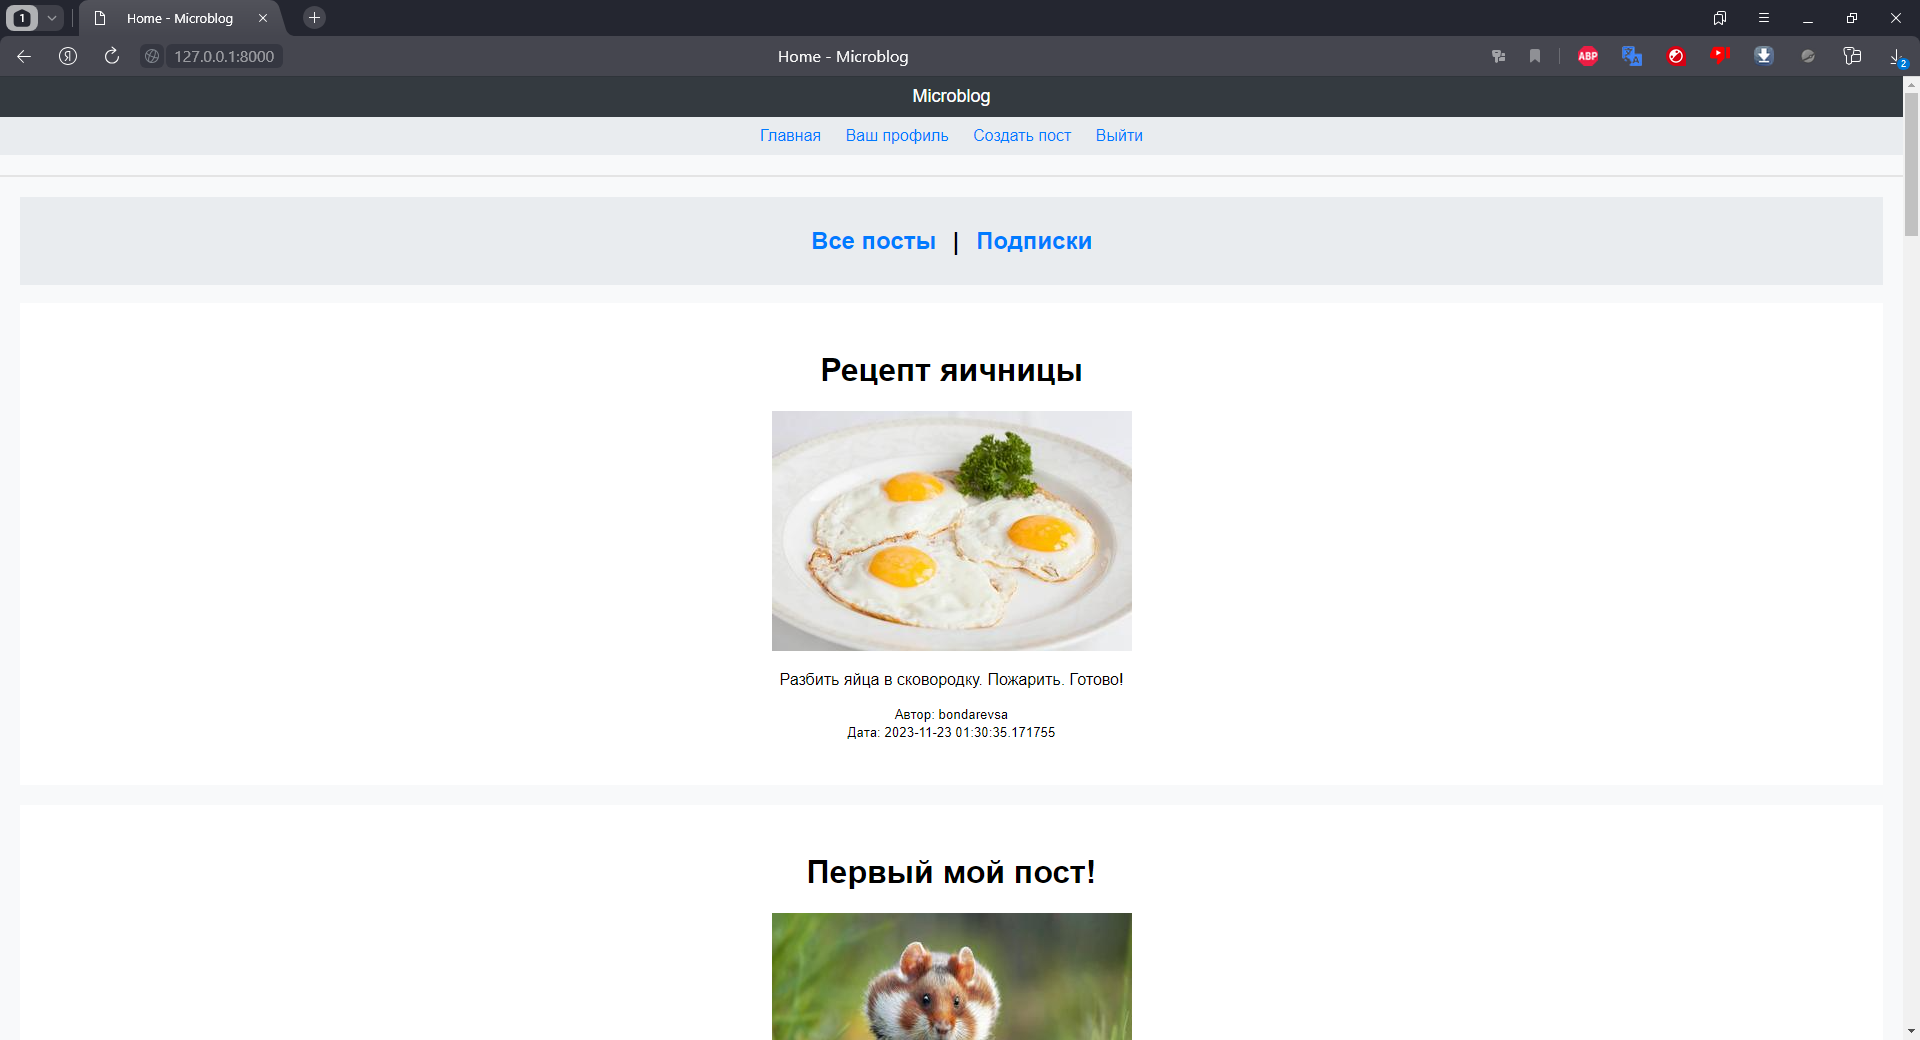 1
Home - Microblog
127.0.0.1:8000
Home - Microblog
ABP
2
Microblog
Главная Ваш профиль Создать пост Выйти
Все посты | Подписки
Рецепт яичницы
Разбить яйца в сковородку. Пожарить. Готово!
Автор: bondarevsa
Дата: 2023-11-23 01:30:35.171755
Первый мой пост!